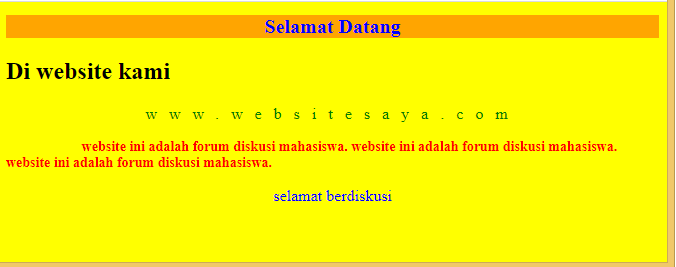 Selamat Datang
Di website kami
w w w . w e b s i t e s a y a . c o m
website ini adalah forum diskusi mahasiswa. website ini adalah forum diskusi mahasiswa.
website ini adalah forum diskusi mahasiswa.
selamat berdiskusi